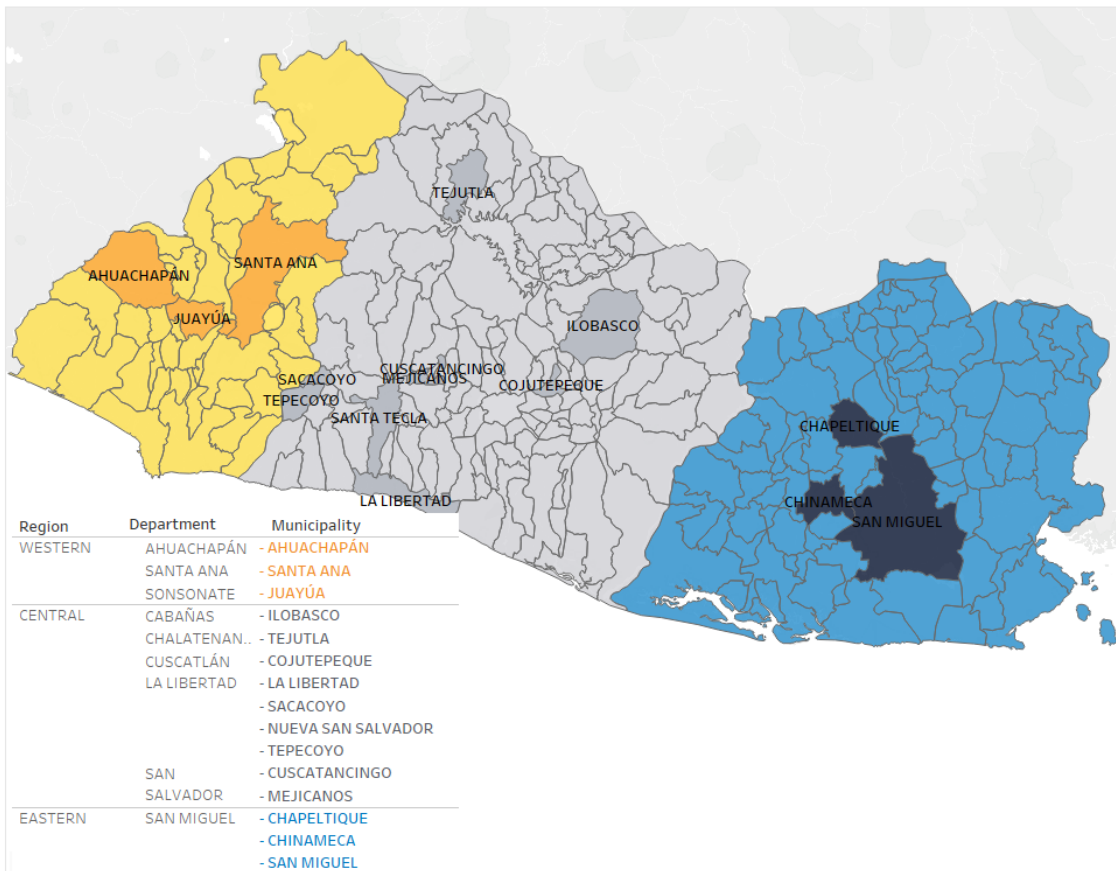 TEJUTLA
SANTA ANA
AHUACHAPÁN
JUAYÚA
ILOBASCO
CUSCATANCINGO
SACACOYO
MEJICANOS
COJUTEPEQUE
TEPECOYO
SANTA TECLA
CHAPELTIQUE
LA LIBERTAD
CHINAMECA
SAN MIGUEL
Region Department Municipality
WESTERN AHUACHAPÁN - AHUACHAPÁN
SANTA ANA - SANTA ANA
SONSONATE - JUAYÚA
CENTRAL CABAÑAS - ILOBASCO
CHALATENAN.. - TEJUTLA
CUSCATLÁN - COJUTEPEQUE
LA LIBERTAD - LA LIBERTAD
- SACACOYO
- NUEVA SAN SALVADOR
- TEPECOYO
SAN - CUSCATANCINGO
SALVADOR - MEJICANOS
EASTERN SAN MIGUEL - CHAPELTIQUE
- CHINAMECA
- SAN MIGUEL